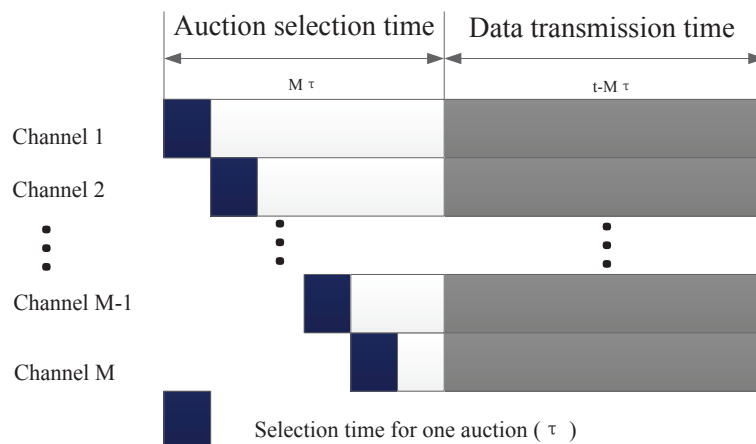 Auction selection time
Data transmission time
M τ
t-M τ
Channel 1
Channel 2
Channel M-1
Channel M
Selection time for one auction ( τ )